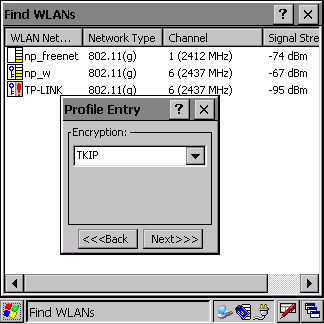 Find WLANs ? ×
WLAN Net... Network Type Channel Signal Stre
np_freenet 802.11(g) 1 (2412 MHz) -74 dBm
np_w 802.11(g) 6 (2437 MHz) -67 dBm
TP-LINK 802.11(g) 6 (2437 MHz) -95 dBm
Profile Entry ? ×
Encryption:
TKIP
<<<Back Next>>>
Find WLANs